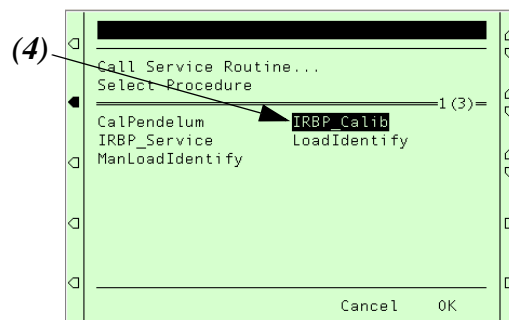 (4)
Call Service Routine...
Select Procedure
1(3)=
CalPendelum IRBP_Calib
IRBP_Service LoadIdentify
ManLoadIdentify
Cancel OK